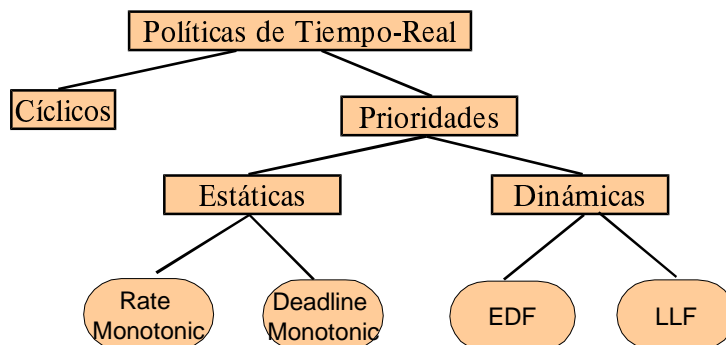 Políticas de Tiempo-Real
Cíclicos
Prioridades
Estáticas
Dinámicas
Rate
Monotonic
Deadline
Monotonic
EDF
LLF